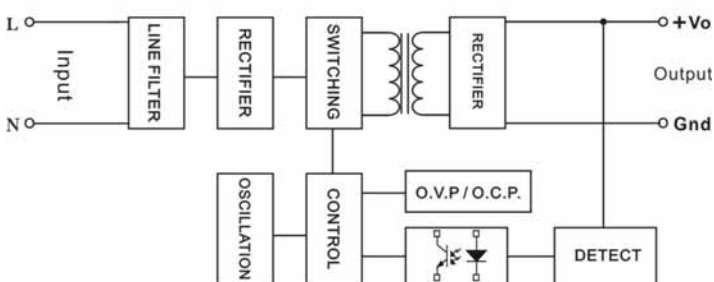 L
Input
N
LINE FILTER
RECTIFIER
SWITCHING
RECTIFIER
+Vo
Output
Gnd
OSCILLATION
CONTROL
O.V.P / O.C.P.
DETECT